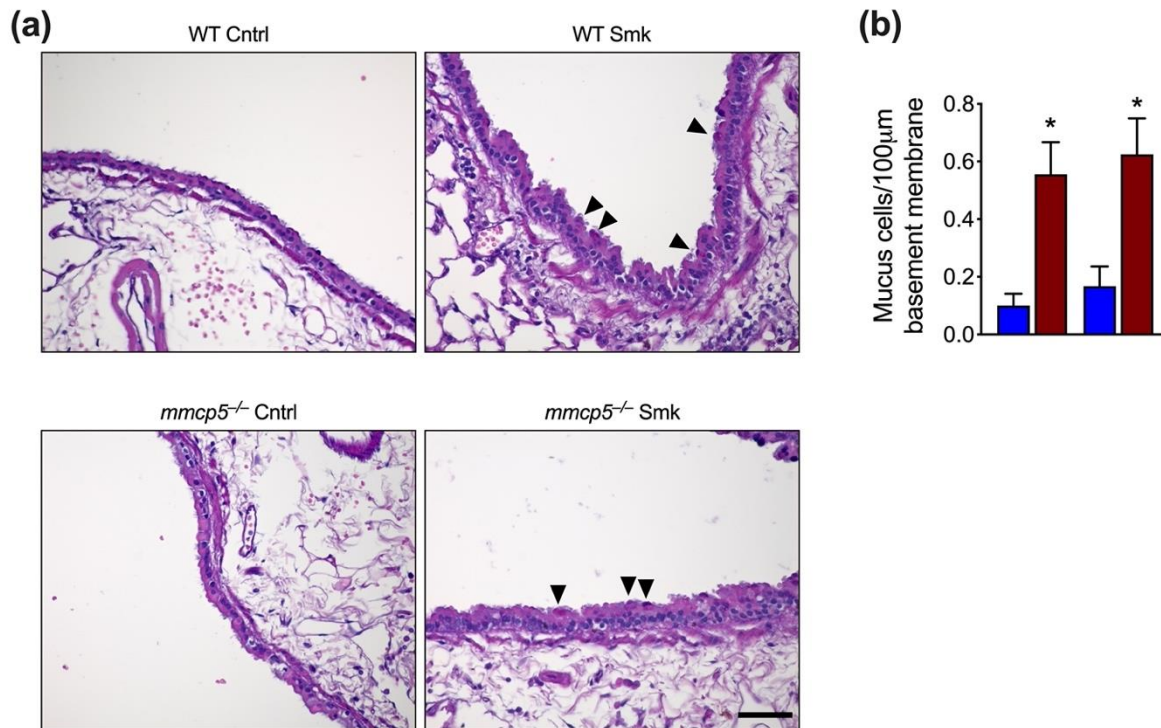 (a)
WT Cntrl
WT Smk
mmcp5–/– Cntrl
mmcp5–/– Smk
(b)
Mucus cells/100μm
basement membrane
0.8
0.6
0.4
0.2
0.0
*
*